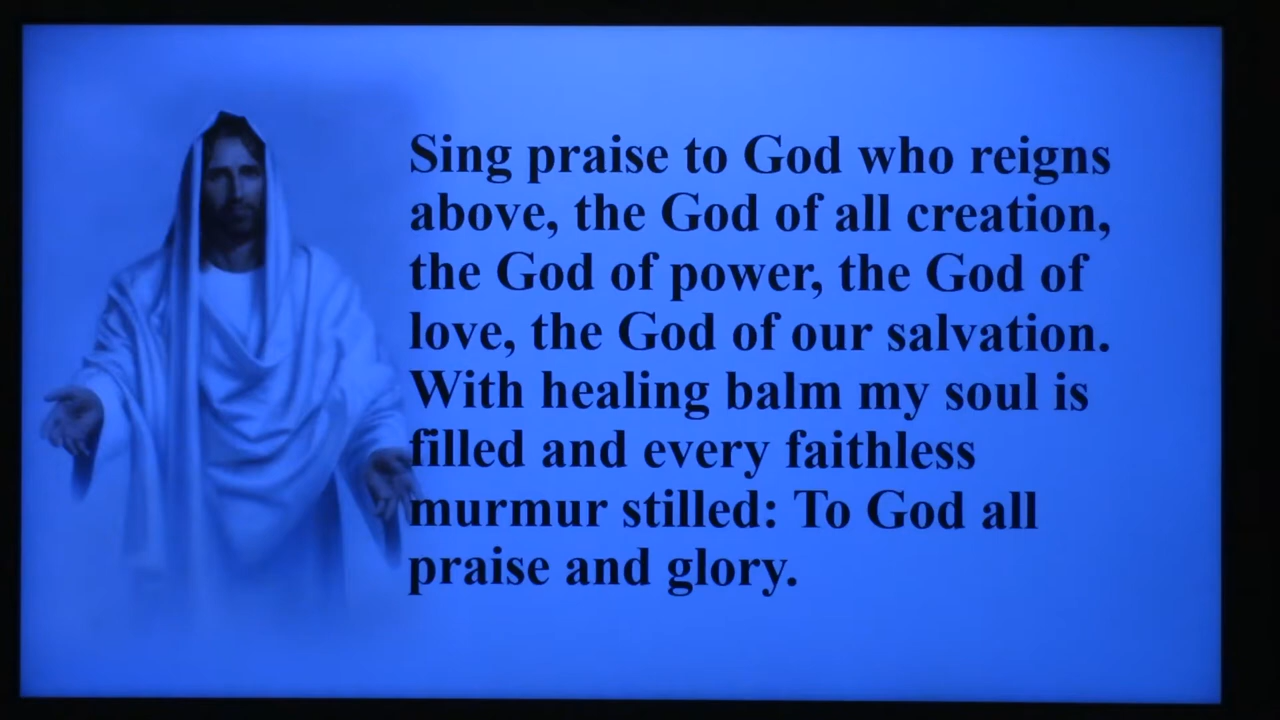 Sing praise to God who reigns
above, the God of all creation,
the God of power, the God of
love, the God of our salvation.
With healing balm my soul is
filled and every faithless
murmur stilled: To God all
praise and glory.